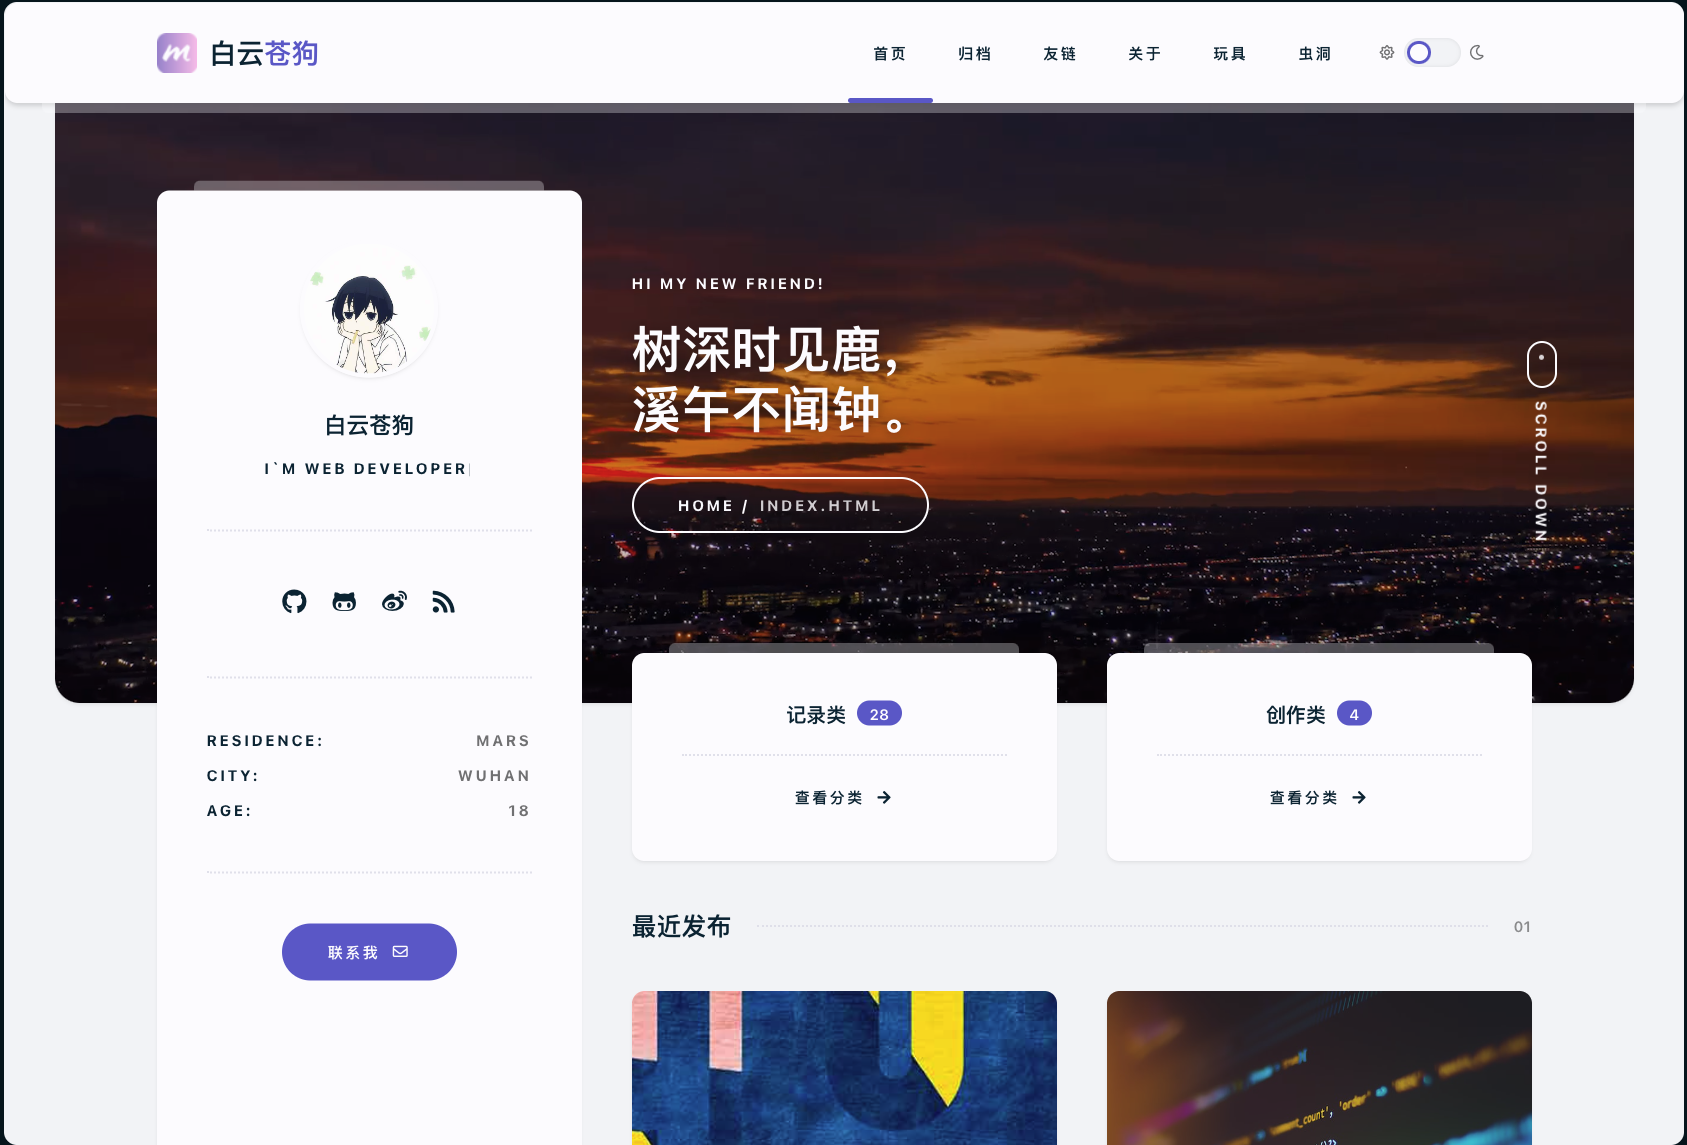 白云苍狗
首页
归档
友链
关于
玩具
虫洞
白云苍狗
I`M WEB DEVELOPER
RESIDENCE: MARS
CITY: WUHAN
AGE: 18
联系我
HI MY NEW FRIEND!
树深时见鹿，
溪午不闻钟。
HOME / INDEX.HTML
SCROLL DOWN
记录类 28
查看分类
创作类 4
查看分类
最近发布
01
'order'